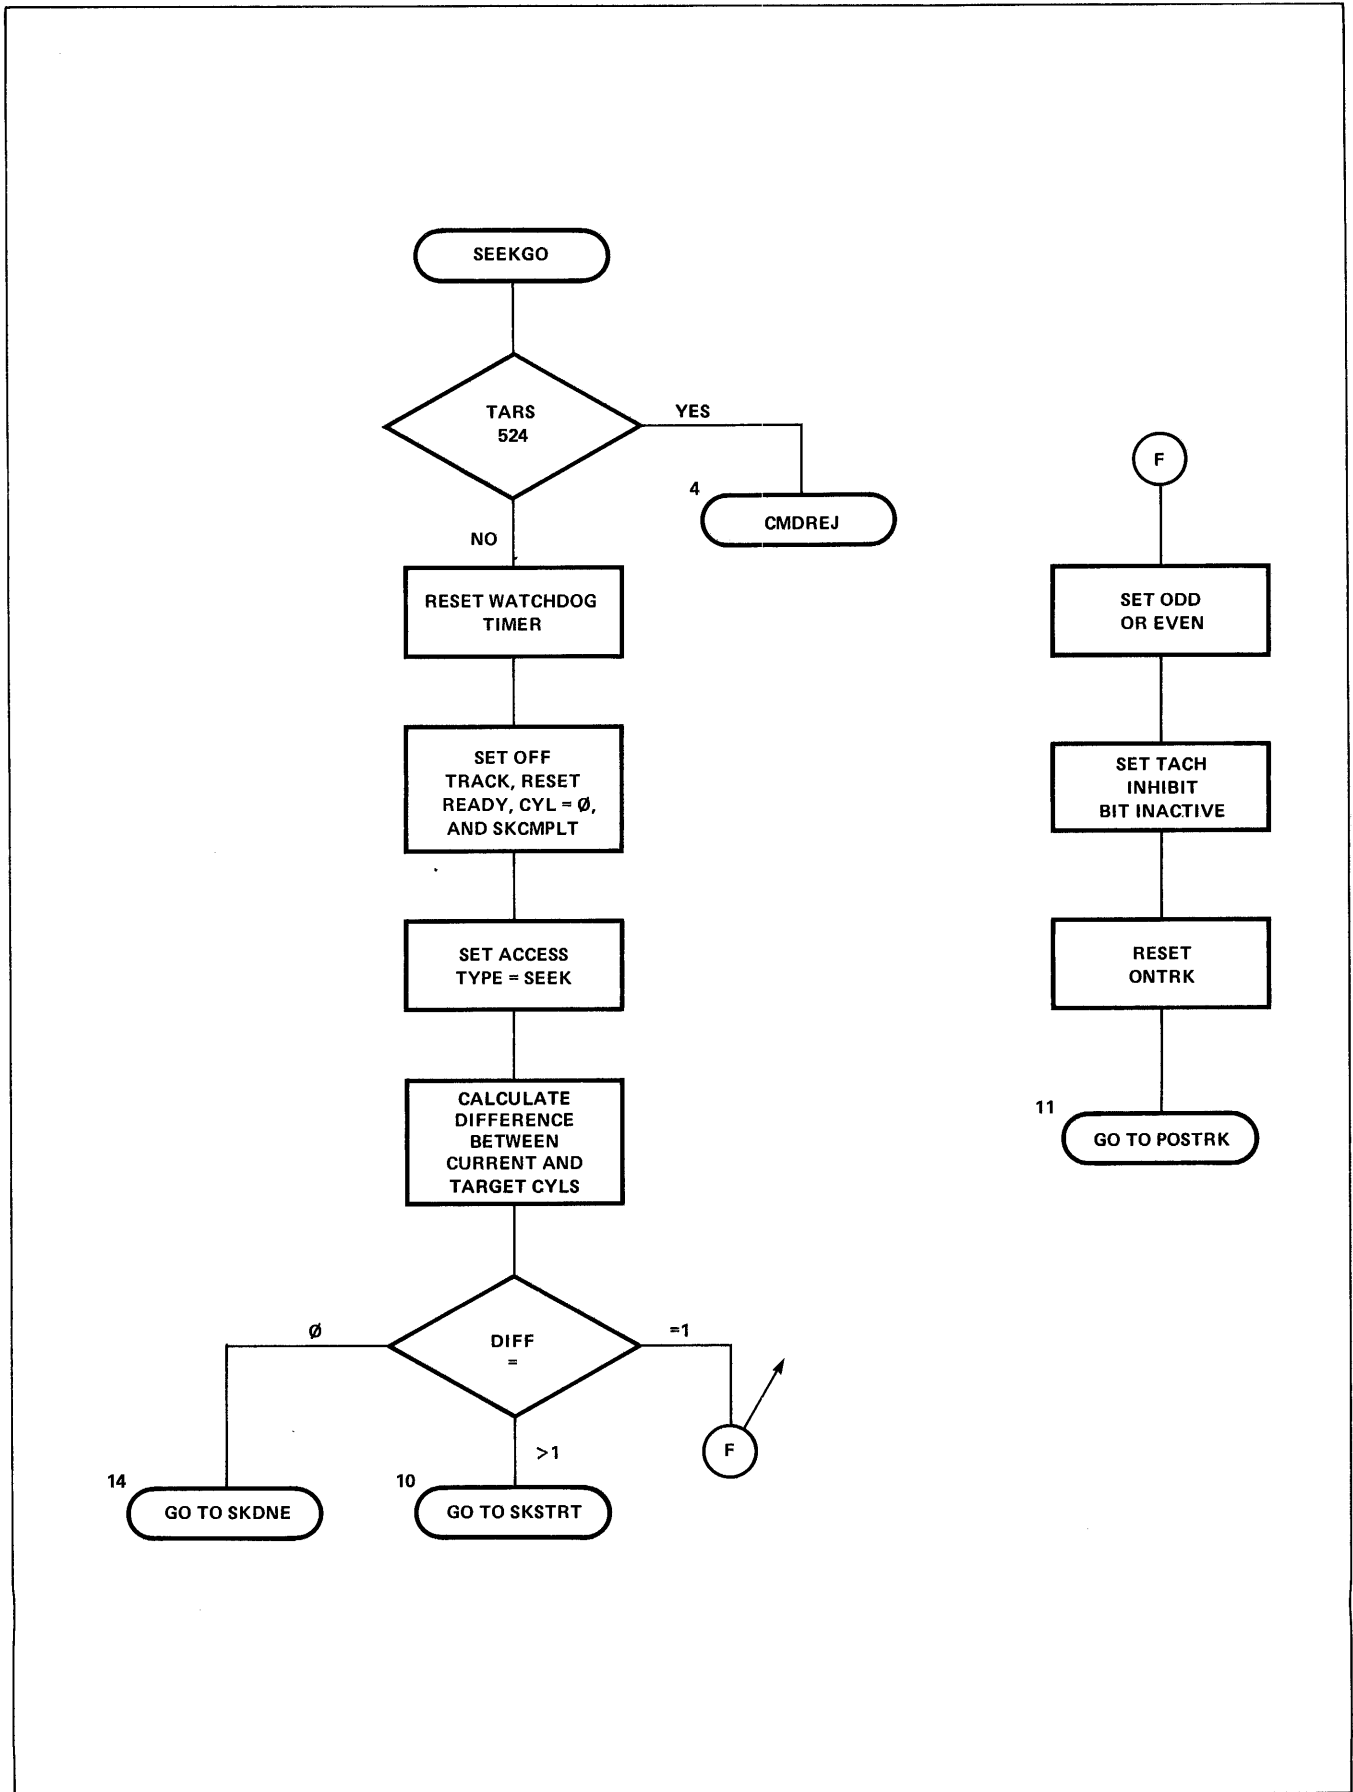 SEEKGO
TARS
524
YES
4
CMDREJ
NO
RESET WATCHDOG
TIMER
SET OFF
TRACK, RESET
READY, CYL = Ø,
AND SKCMPLT
SET ACCESS
TYPE = SEEK
CALCULATE
DIFFERENCE
BETWEEN
CURRENT AND
TARGET CYLS
DIFF
=
Ø
=1
>1
F
14
GO TO SKDNE
10
GO TO SKSTRT
F
SET ODD
OR EVEN
SET TACH
INHIBIT
BIT INACTIVE
RESET
ONTRK
11
GO TO POSTRK